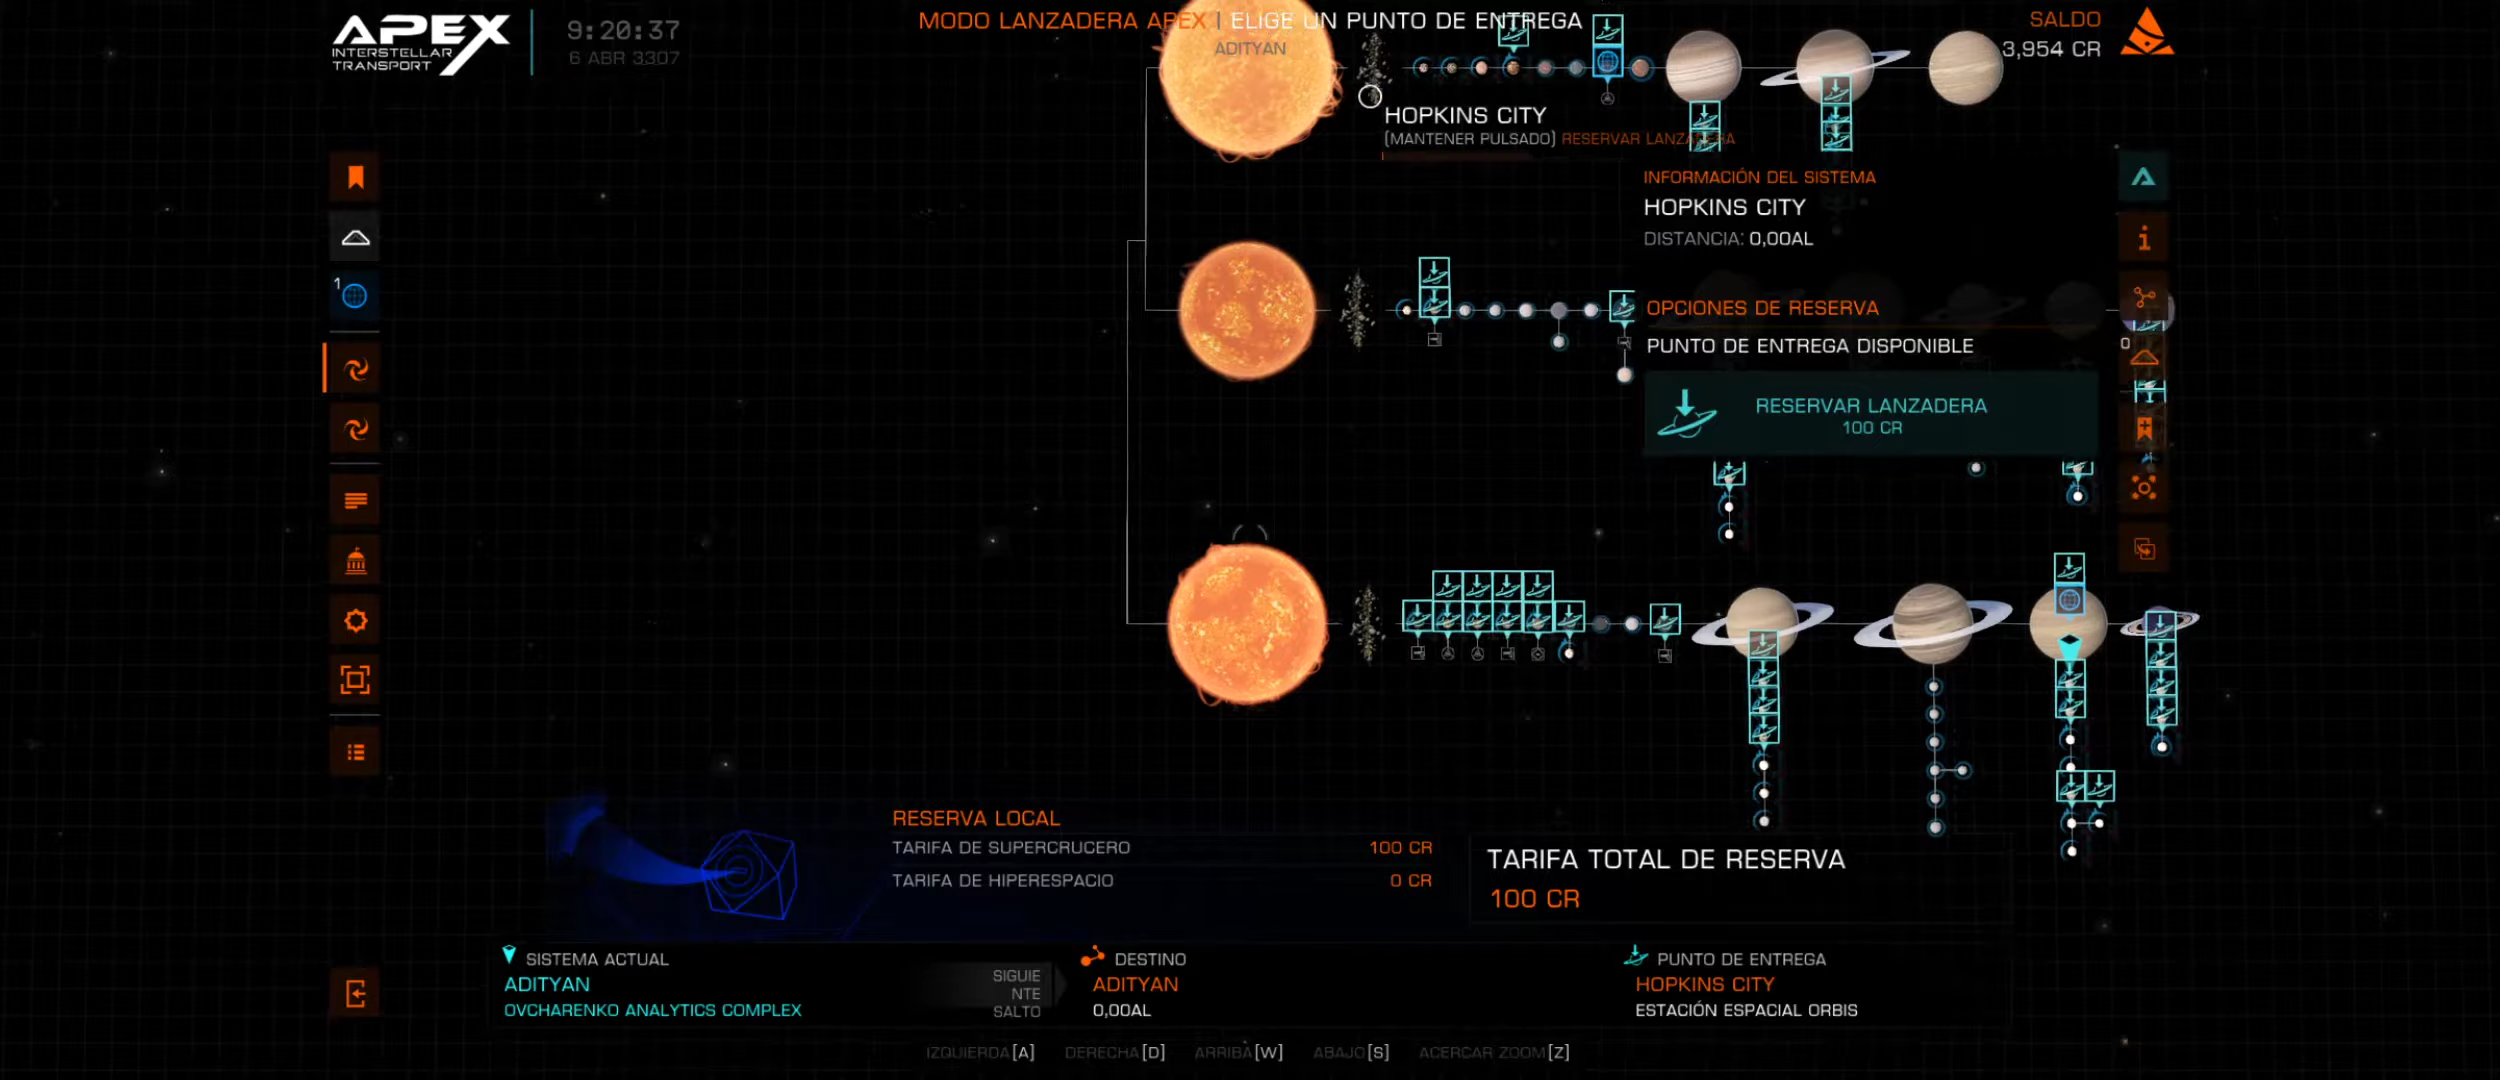 APEX
INTERSTELLAR
TRANSPORT
9:20:37
6 ABR 3307
MODO LANZADERA APEX | ELIGE UN PUNTO DE ENTREGA
ADITYAN
SALDO
3,954 CR
HOPKINS CITY
(MANTENER PULSADO) RESERVAR LANZADERA
INFORMACIÓN DEL SISTEMA
HOPKINS CITY
DISTANCIA: 0,00AL
1
OPCIONES DE RESERVA
PUNTO DE ENTREGA DISPONIBLE
0
RESERVAR LANZADERA
100 CR
RESERVA LOCAL
TARIFA DE SUPERCRUCERO 100 CR
TARIFA DE HIPERESPACIO 0 CR
TARIFA TOTAL DE RESERVA
100 CR
SISTEMA ACTUAL
ADITYAN
OVCHARENKO ANALYTICS COMPLEX
SIGUIE
NTE
SALTO
DESTINO
ADITYAN
0,00AL
PUNTO DE ENTREGA
HOPKINS CITY
ESTACIÓN ESPACIAL ORBIS
IZQUIERDA[A] DERECHA[D] ARRIBA[W] ABAJO[S] ACERCAR ZOOM[Z]